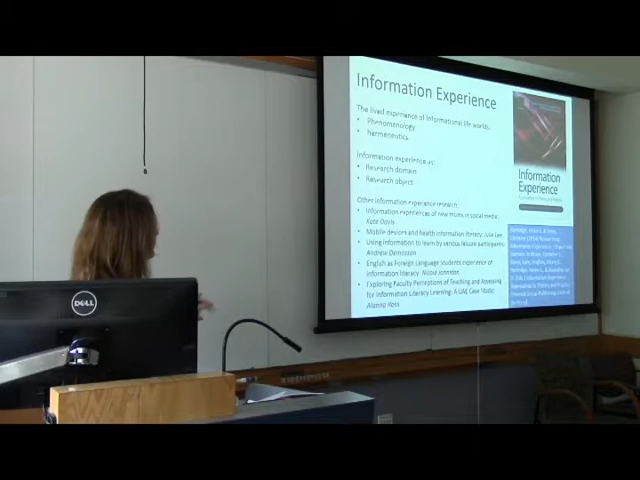 Information Experience
The lived experience of informational life worlds.
• Phenomenology
• hermeneutics
Information experience as:
• Research domain
• Research object
Other information experience research:
• Information experiences of new mums in social media:
Kate Davis
• Mobile devices and health information literacy: Julie Lee
• Using information to learn by various leisure participants:
Andrew Demasson
• English as Foreign Language Students experience of
information literacy: Nicole Johnston
• Exploring Faculty Perceptions of Teaching and Assessing
for Information Literacy Learning: A UAE Case Study:
Alanna Ross
Information
Experience
DELL